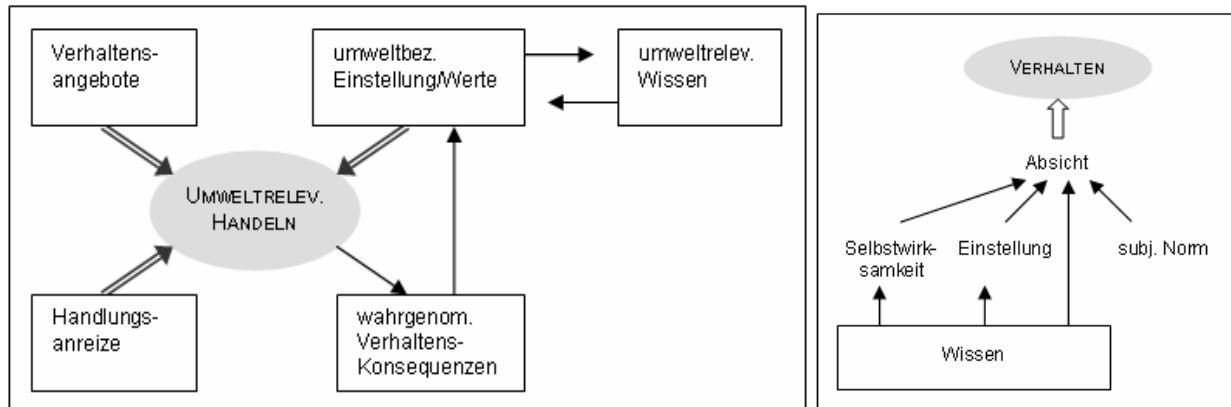 Verhaltens-
angebote
umweltbez.
Einstellung/Werte
umweltrelev.
Wissen
UMWELTRELEV.
HANDELN
Handlungs-
anreize
wahrgenom.
Verhaltens-
Konsequenzen
VERHALTEN
Absicht
Selbstwirk-
samkeit
Einstellung
subj. Norm
Wissen